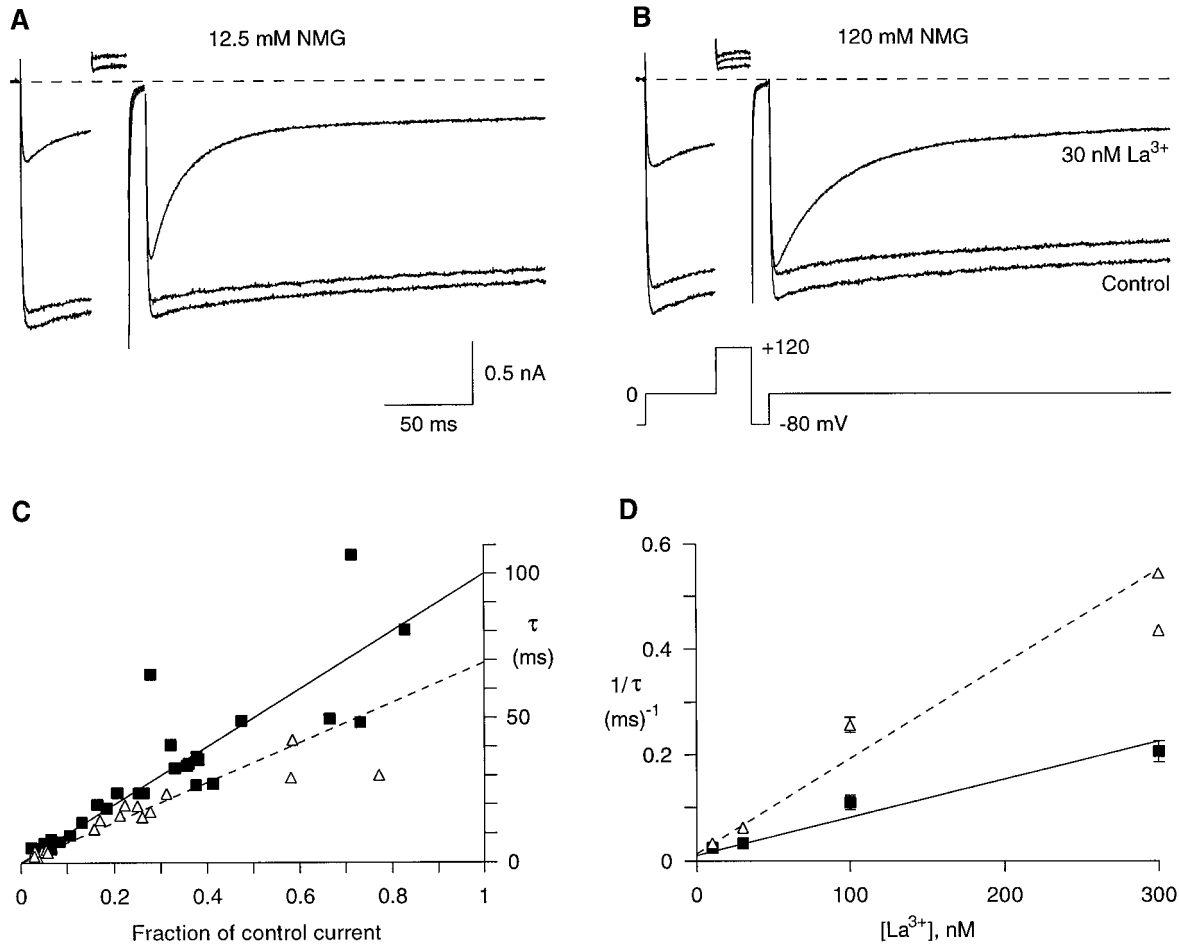 A
12.5 mM NMG
0.5 nA
50 ms
B
120 mM NMG
30 nM La³⁺
Control
+120
0
-80 mV
C
100
τ
(ms)
50
0
0 0.2 0.4 0.6 0.8 1
Fraction of control current
D
0.6
0.4
1/τ
(ms)⁻¹
0.2
0
0 100 200 300
[La³⁺], nM